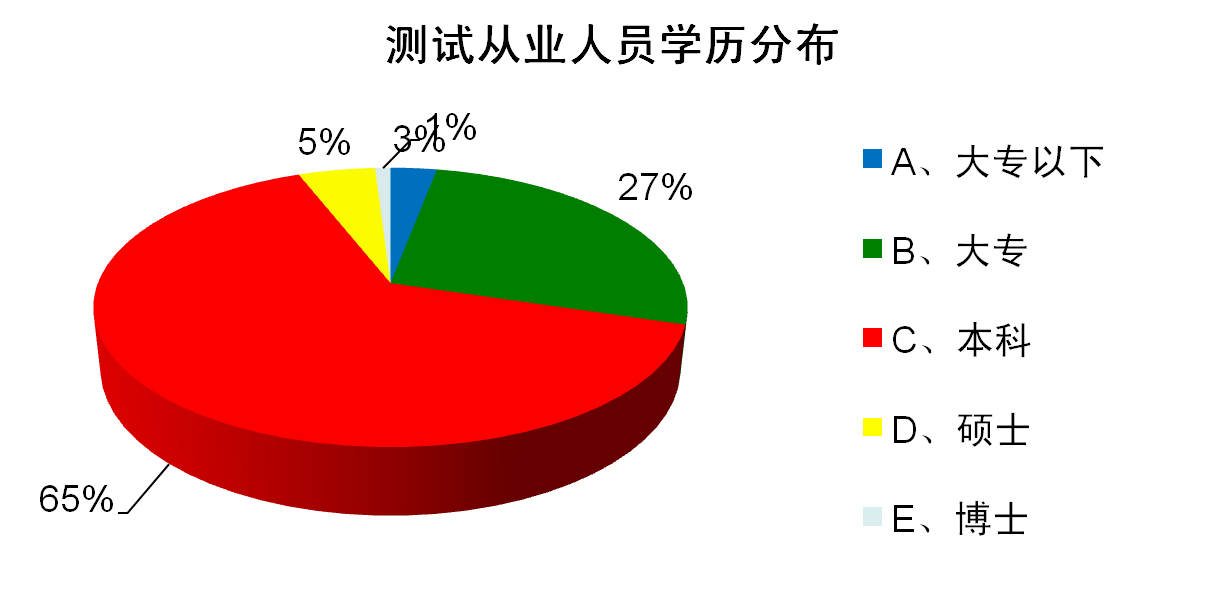 测试从业人员学历分布
5%
3%
1%
27%
65%
A、大专以下
B、大专
C、本科
D、硕士
E、博士